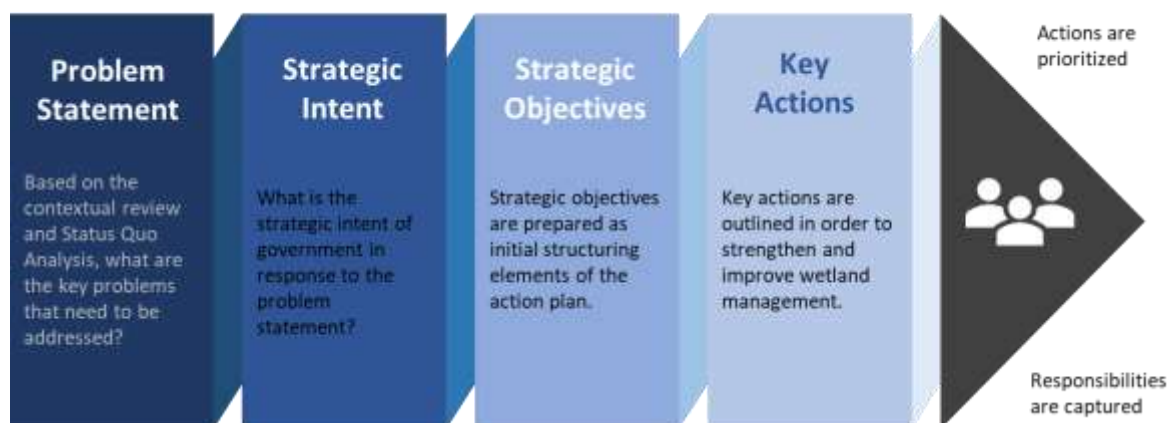 Problem
Statement
Based on the
contextual review
and Status Quo
Analysis, what are
the key problems
that need to be
addressed?
Strategic
Intent
What is the
strategic intent of
government in
response to the
problem
statement?
Strategic
Objectives
Strategic objectives
are prepared as
initial structuring
elements of the
action plan.
Key
Actions
Key actions are
outlined in order to
strengthen and
improve wetland
management.
Actions are
prioritized
Responsibilities
are captured